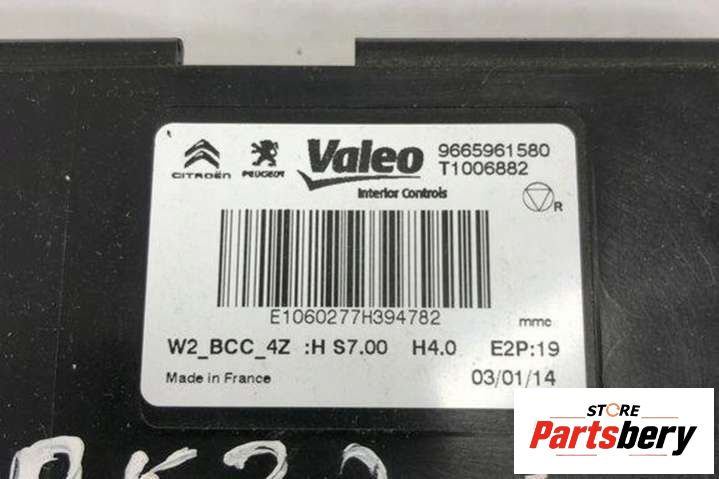 CITROËN PEUGEOT Valeo 9665961580
T1006882
Interior Controls
R
E1060277H394782
mmc
W2_BCC_4Z :H S7.00 H4.0 E2P:19
Made in France 03/01/14
STORE
Partsbery